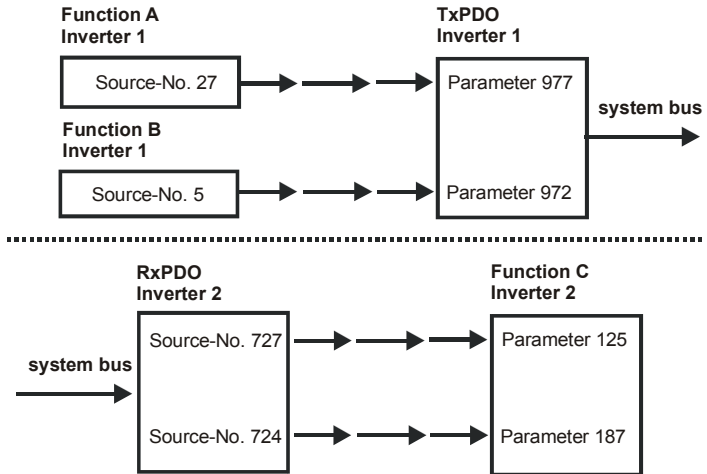 Function A
Inverter 1
TxPDO
Inverter 1
Source-No. 27
Parameter 977
system bus
Function B
Inverter 1
Source-No. 5
Parameter 972
RxPDO
Inverter 2
Function C
Inverter 2
Source-No. 727
Parameter 125
system bus
Source-No. 724
Parameter 187